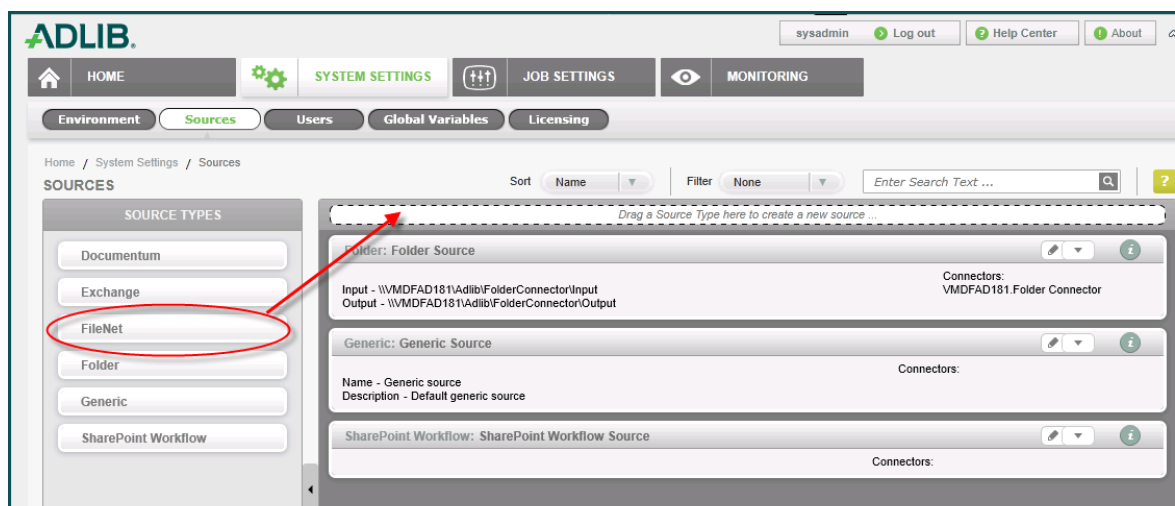 ADLIB.
sysadmin Log out Help Center About
HOME SYSTEM SETTINGS JOB SETTINGS MONITORING
Environment Sources Users Global Variables Licensing
Home / System Settings / Sources
SOURCES Sort Name Filter None Enter Search Text ... ?
SOURCE TYPES
Drag a Source Type here to create a new source ...
Documentum
Exchange
FileNet
Folder
Generic
SharePoint Workflow
Folder: Folder Source
Connectors:
Input - \\VMDFAD181\Adlib\FolderConnector\Input
VMDFAD181.Folder Connector
Output - \\VMDFAD181\Adlib\FolderConnector\Output
Generic: Generic Source
Connectors:
Name - Generic source
Description - Default generic source
SharePoint Workflow: SharePoint Workflow Source
Connectors: